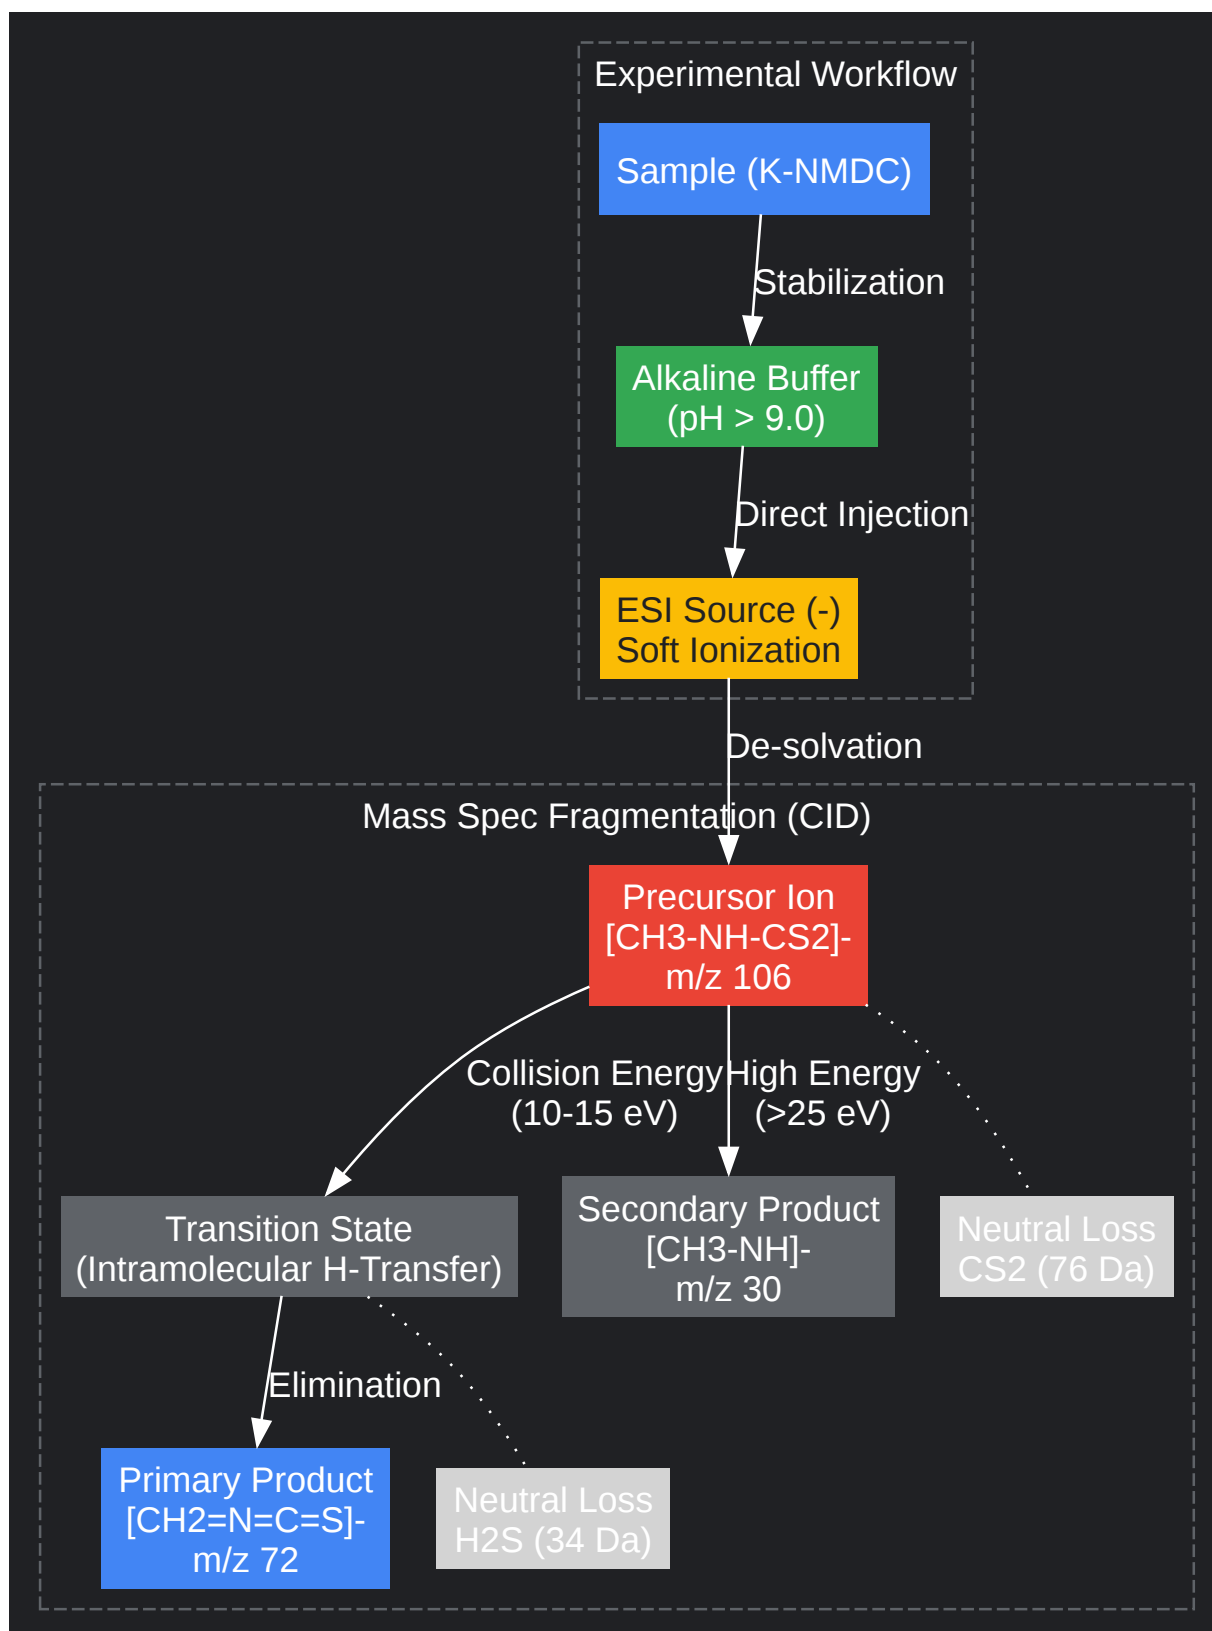 Experimental Workflow
Sample (K-NMDC)
Stabilization
Alkaline Buffer
(pH > 9.0)
Direct Injection
ESI Source (-)
Soft Ionization
De-solvation
Mass Spec Fragmentation (CID)
Precursor Ion
[CH3-NH-CS2]-
m/z 106
Collision Energy
(10-15 eV)
High Energy
(>25 eV)
Transition State
(Intramolecular H-Transfer)
Secondary Product
[CH3-NH]-
m/z 30
Neutral Loss
CS2 (76 Da)
Elimination
Primary Product
[CH2=N=C=S]-
m/z 72
Neutral Loss
H2S (34 Da)